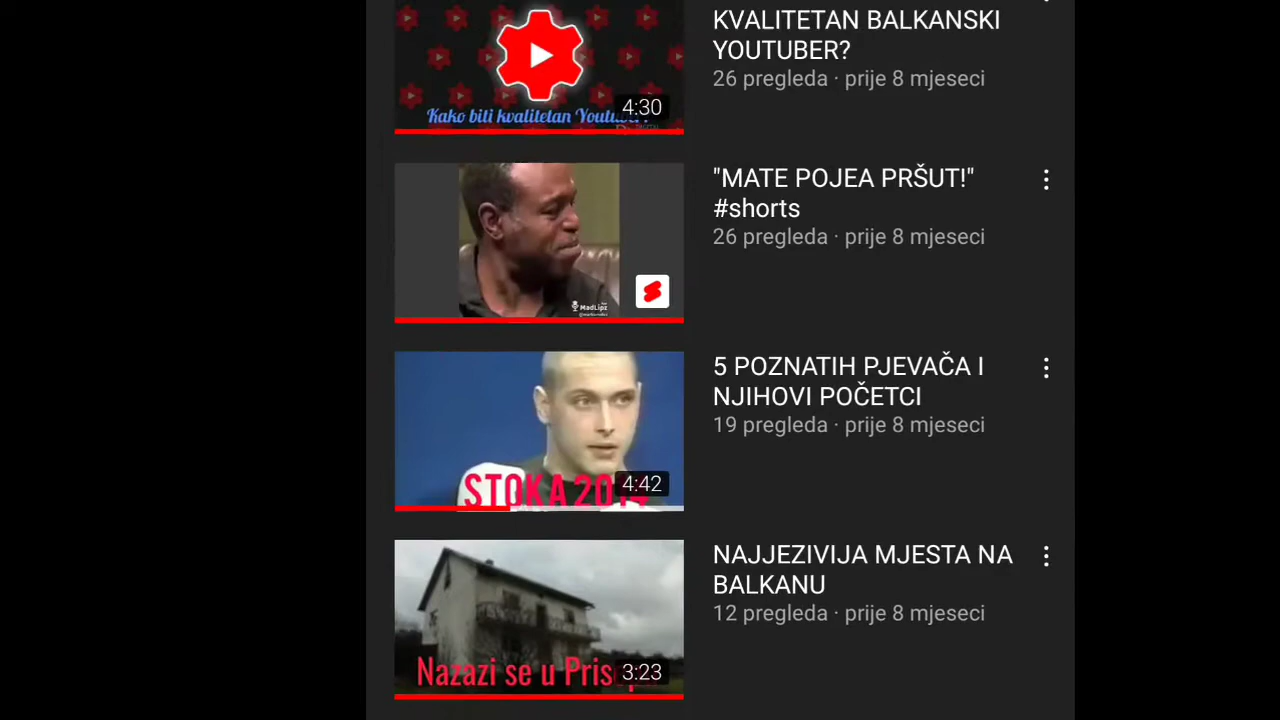 KVALITETAN BALKANSKI
YOUTUBER?
26 pregleda · prije 8 mjeseci
4:30
Kako biti kvalitetan
"MATE POJEA PRŠUT!"
#shorts
26 pregleda · prije 8 mjeseci
MadLipz
5 POZNATIH PJEVAČA I
NJIHOVI POČETCI
19 pregleda · prije 8 mjeseci
4:42
STOKA
NAJJEZIVIJA MJESTA NA
BALKANU
12 pregleda · prije 8 mjeseci
Nazazi se u
3:23